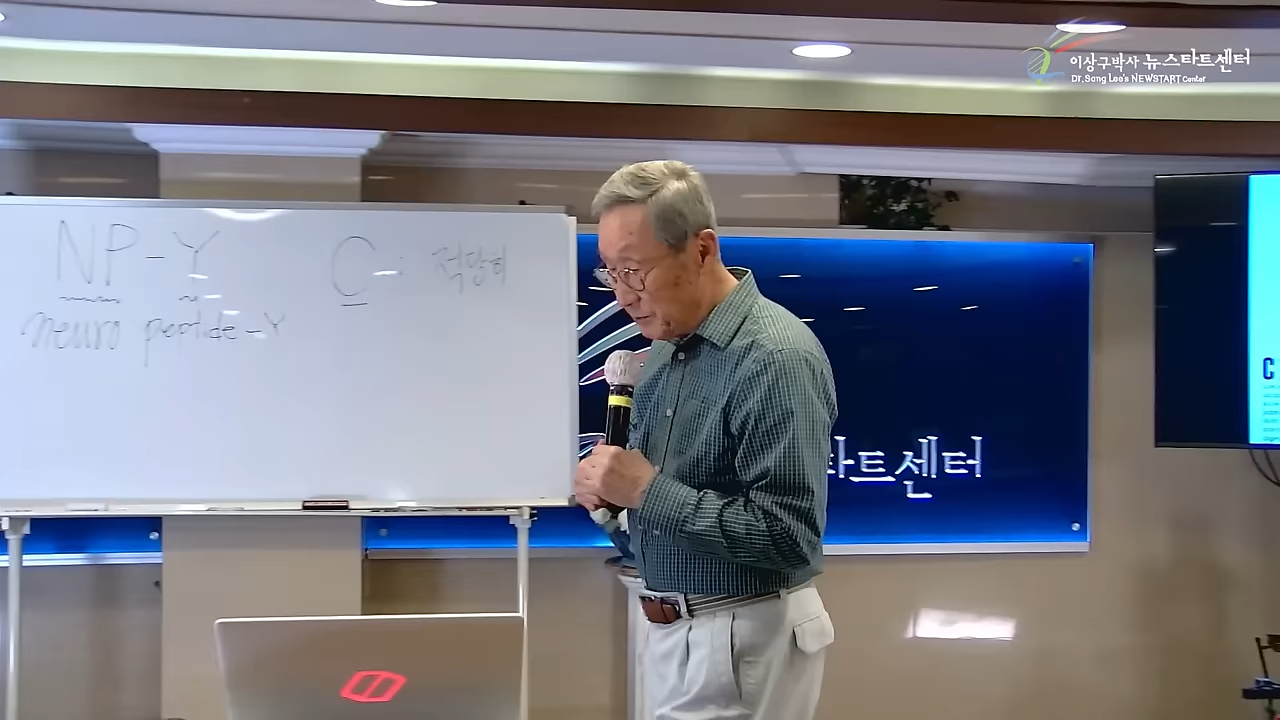 이상구박사 뉴스타트센터
Dr. Sang Lee's NEWSTART Center
NP-Y C : 적당히
neuro peptide-Y
타트센터
C